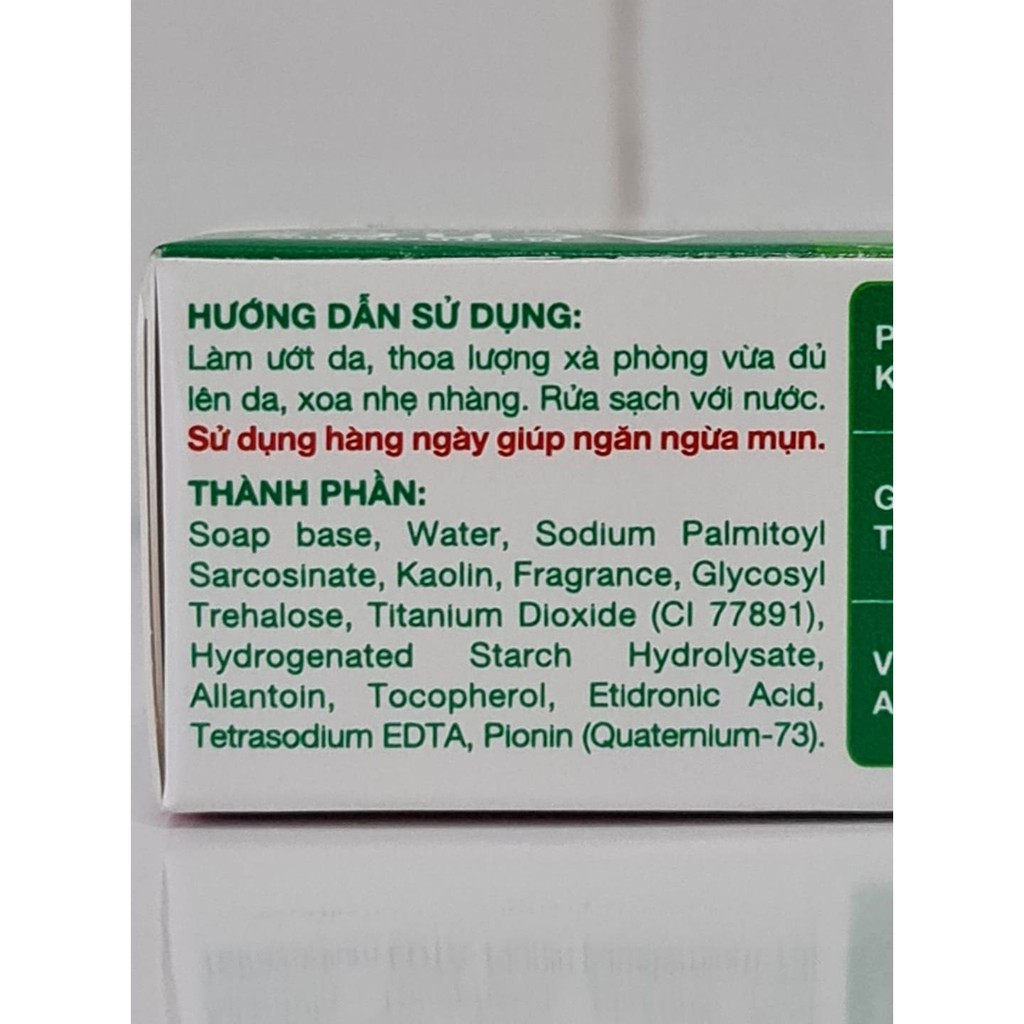 HƯỚNG DẪN SỬ DỤNG:
Làm ướt da, thoa lượng xà phòng vừa đủ
lên da, xoa nhẹ nhàng. Rửa sạch với nước.
Sử dụng hàng ngày giúp ngăn ngừa mụn.
THÀNH PHẦN:
Soap base, Water, Sodium Palmitoyl
Sarcosinate, Kaolin, Fragrance, Glycosyl
Trehalose, Titanium Dioxide (CI 77891),
Hydrogenated Starch Hydrolysate,
Allantoin, Tocopherol, Etidronic Acid,
Tetrasodium EDTA, Pionin (Quaternium-73).
P
K
G
T
V
A